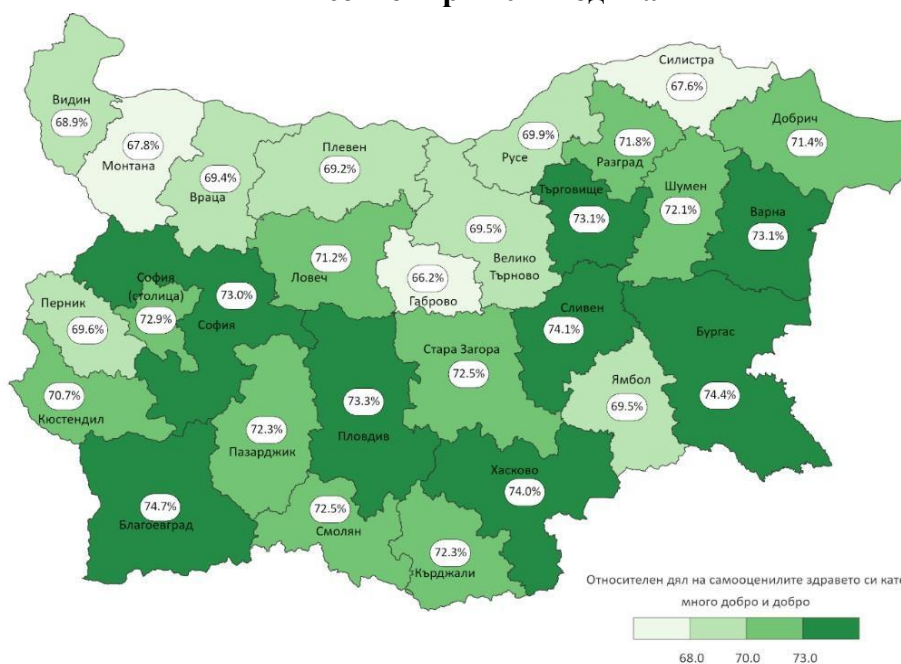 Силистра
67.6%
Видин
68.9%
Добрич
71.4%
67.8%
Монтана
Плевен
69.2%
69.9%
Русе
71.8%
Разград
69.4%
Враца
Търговище
73.1%
Шумен
72.1%
Варна
73.1%
69.5%
Велико
Търново
71.2%
Ловеч
66.2%
Габрово
София
(столица)
72.9%
73.0%
София
Перник
69.6%
Сливен
74.1%
Бургас
74.4%
Стара Загора
72.5%
Ямбол
69.5%
70.7%
Кюстендил
73.3%
Пловдив
72.3%
Пазарджик
Хасково
74.0%
74.7%
Благоевград
72.5%
Смолян
72.3%
Кърджали
Относителен дял на самооценилите здравето си кате
много добро и добро
68.0 70.0 73.0